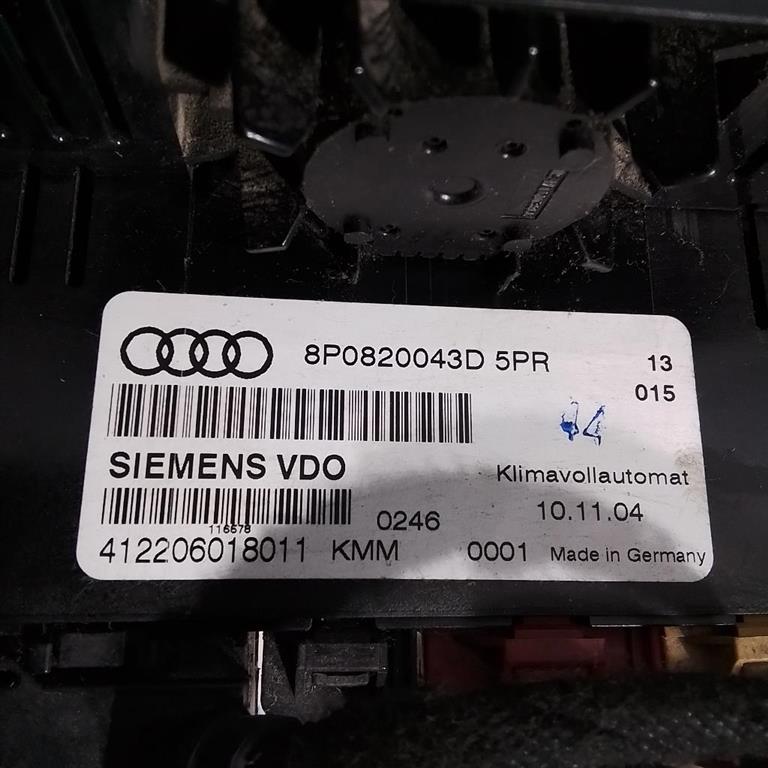 8P0820043D 5PR 13
015
44
SIEMENS VDO
Klimavollautomat
116578 0246 10.11.04
412206018011 KMM 0001 Made in Germany